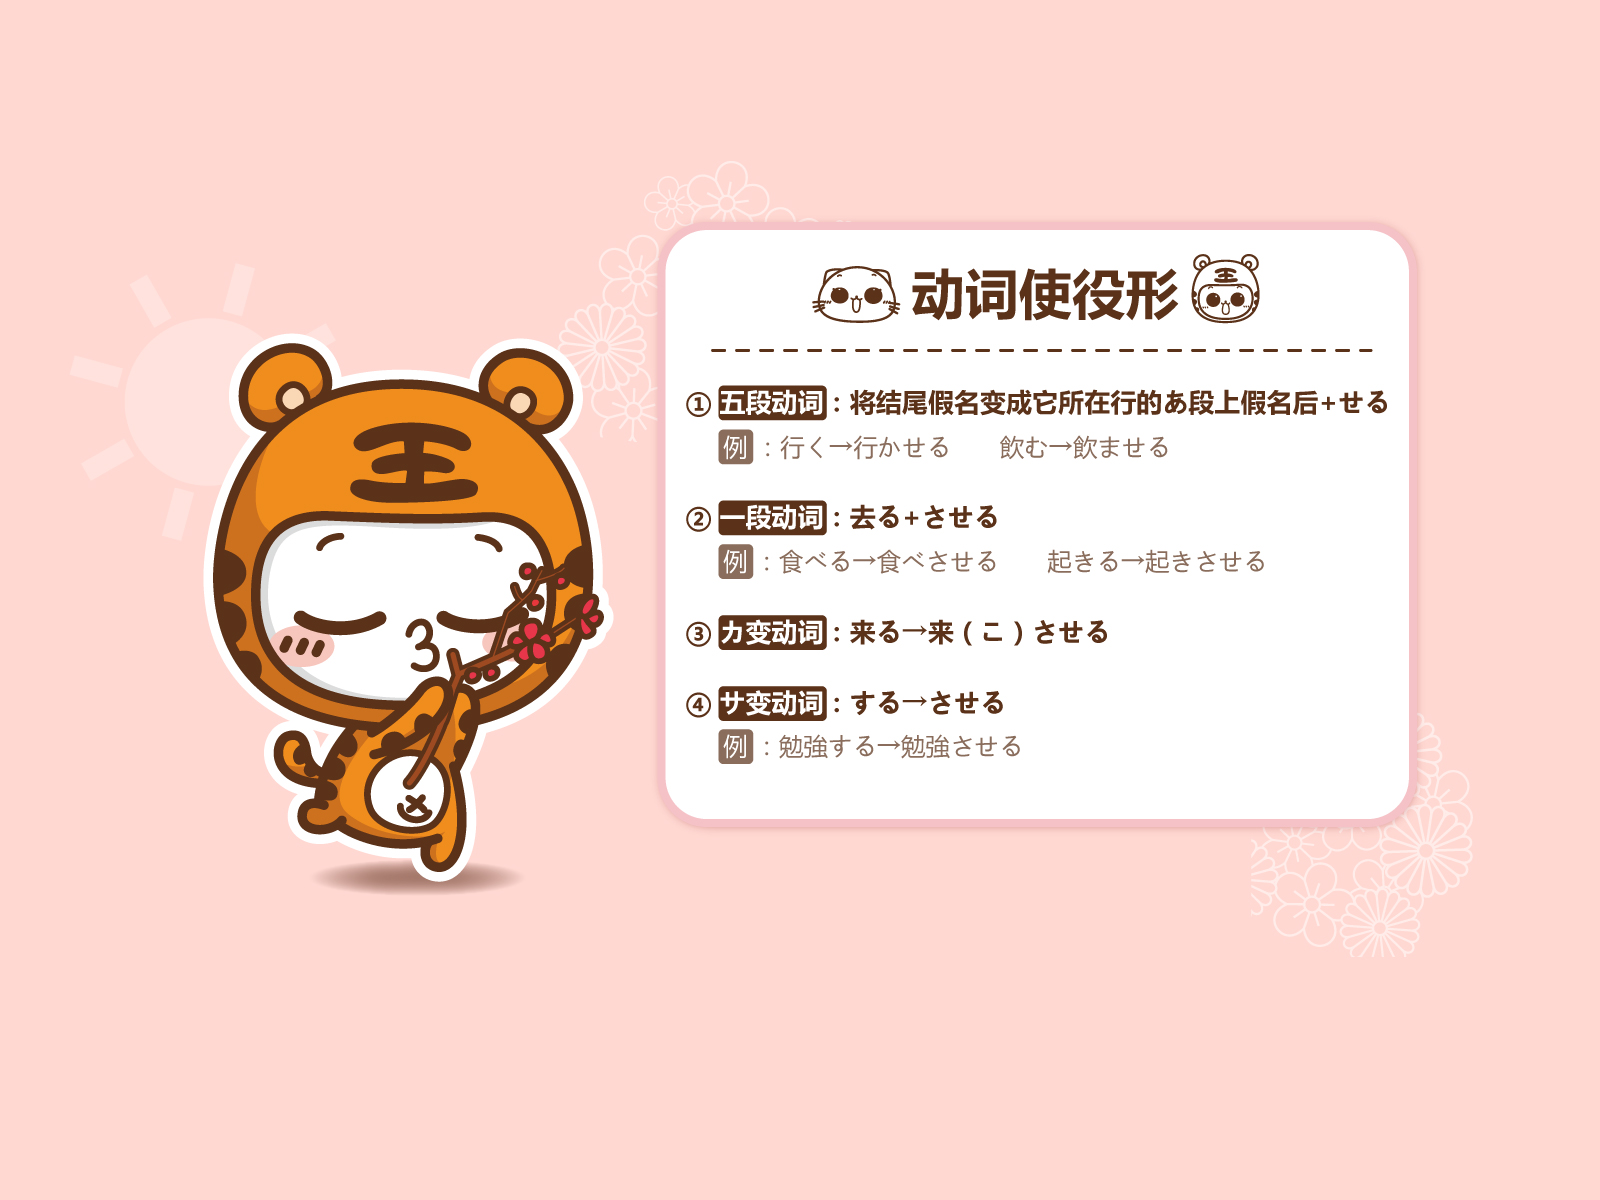 动词使役形
① 五段动词：将结尾假名变成它所在行的あ段上假名后+せる
例：行く→行かせる　　飲む→飲ませる
② 一段动词：去る+させる
例：食べる→食べさせる　　起きる→起きさせる
③ カ变动词：来る→来（こ）させる
④ サ变动词：する→させる
例：勉強する→勉強させる
王